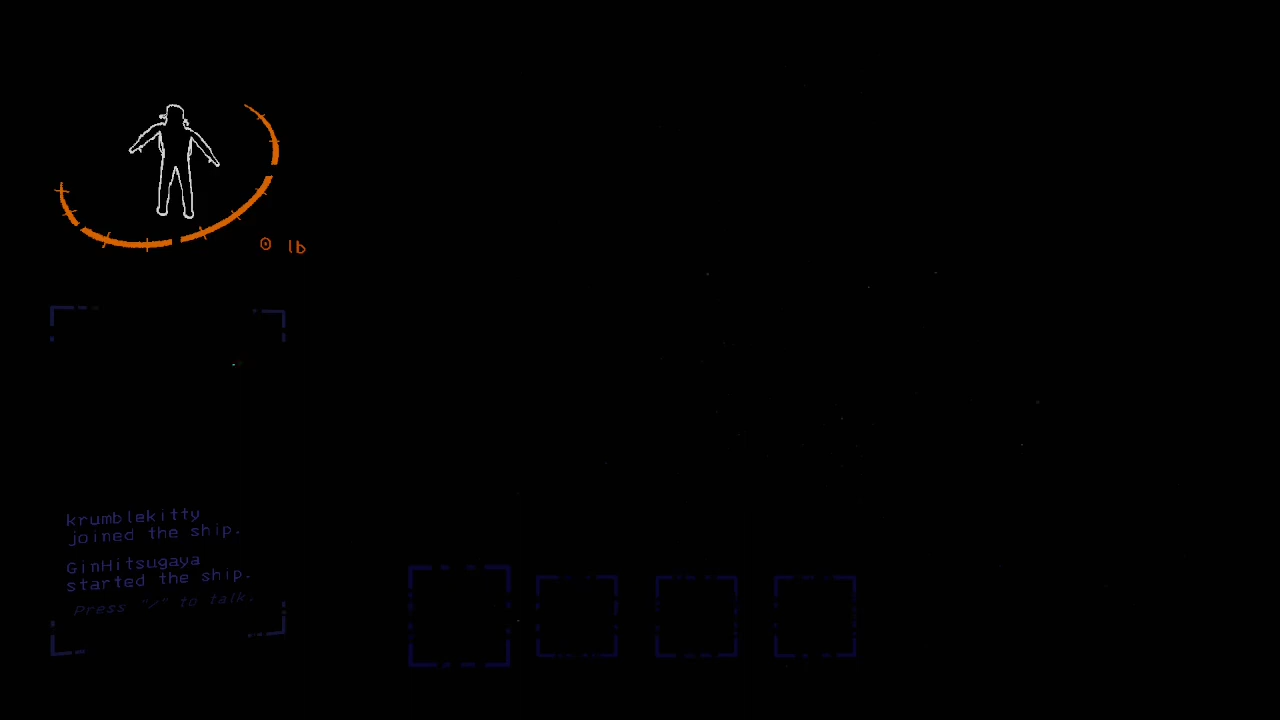 0 lb
krumblekitty
joined the ship.
GinHitsugaya
started the ship.
Press "/" to talk.